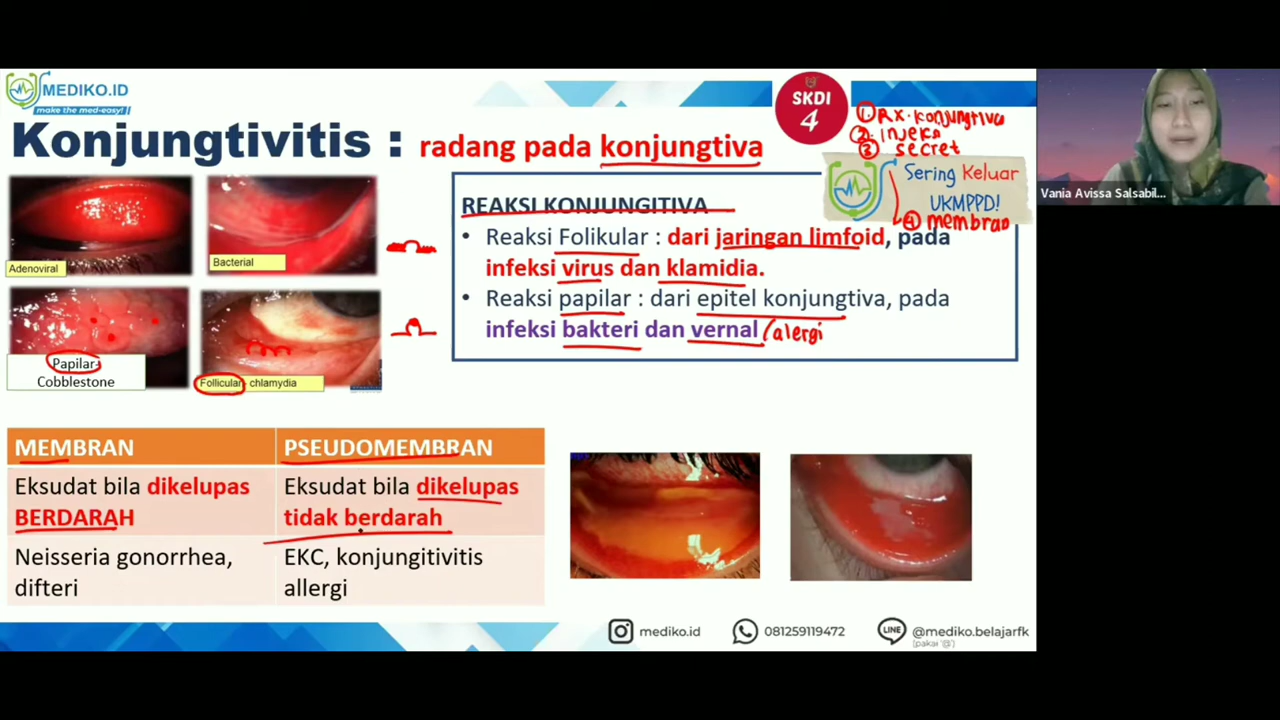 MEDIKO.ID
make the med-easy!
SKDI
4
Konjungtivitis : radang pada konjungtiva
① Rx. konjungtiva
② injeksi
③ secret
④ membran
Sering Keluar
UKMPPD!
Vania Avissa Salsabil...
Adenoviral
Bacterial
Papilar-
Cobblestone
Follicular - chlamydia
REAKSI KONJUNGITIVA
• Reaksi Folikular : dari jaringan limfoid, pada
infeksi virus dan klamidia.
• Reaksi papilar : dari epitel konjungtiva, pada
infeksi bakteri dan vernal (alergi
MEMBRAN
PSEUDOMEMBRAN
Eksudat bila dikelupas
BERDARAH
Eksudat bila dikelupas
tidak berdarah
Neisseria gonorrhea,
difteri
EKC, konjungitivitis
allergi
mediko.id
081259119472
LINE
@mediko.belajarfk
(pakai '@')